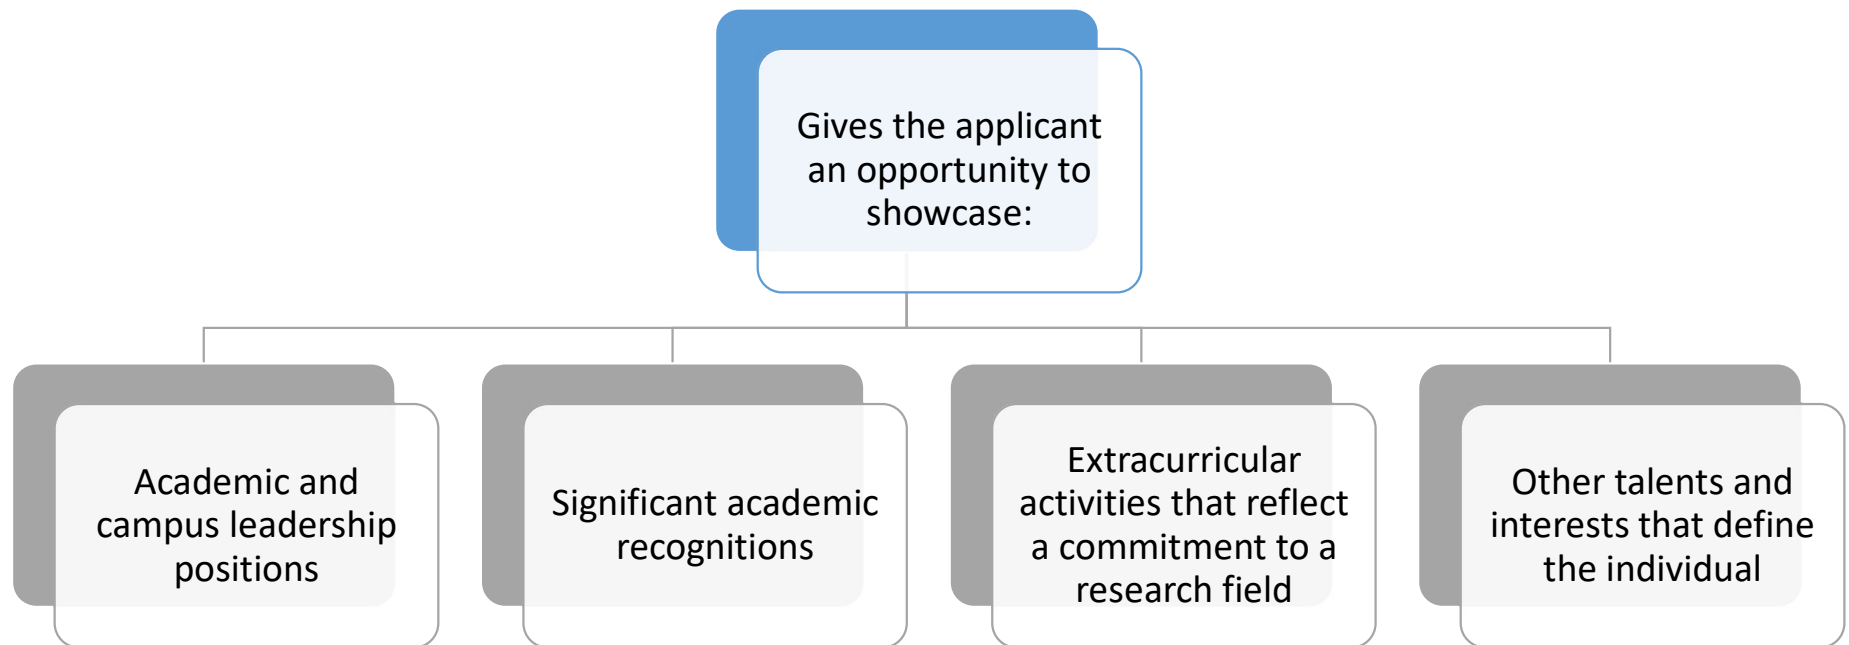 Gives the applicant
an opportunity to
showcase:
Academic and
campus leadership
positions
Significant academic
recognitions
Extracurricular
activities that reflect
a commitment to a
research field
Other talents and
interests that define
the individual